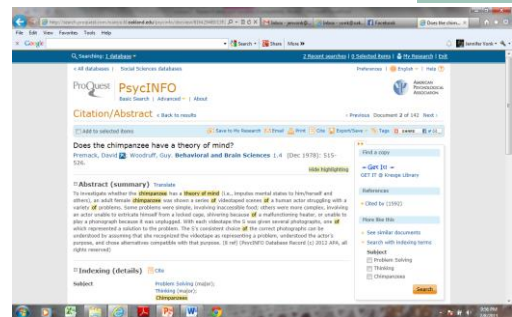 File Edit View Favorites Tools Help
Google
Search Share More »
Searching: 1 database
2 Recent searches | 0 Selected items | My Research | Exit
« All databases | Social Sciences databases
Preferences | English | Help
ProQuest PsycINFO
Basic Search | Advanced | About
AMERICAN PSYCHOLOGICAL ASSOCIATION
Citation/Abstract « Back to results
‹ Previous Document 2 of 141 Next ›
Add to selected items
Save to My Research Email Print Cite Export/Save Tags
Does the chimpanzee have a theory of mind?
Premack, David; Woodruff, Guy. Behavioral and Brain Sciences 1.4 (Dec 1978): 515-
526.
Hide highlighting
Abstract (summary) Translate
To investigate whether the chimpanzee has a theory of mind (i.e., imputes mental states to him/herself and
others), an adult female chimpanzee was shown a series of videotaped scenes of a human actor struggling with a
variety of problems. Some problems were simple, involving inaccessible food; others were more complex, involving
an actor unable to extricate himself from a locked cage, shivering because of a malfunctioning heater, or unable to
play a phonograph because it was unplugged. With each videotape the S was given several photographs, one of
which represented a solution to the problem. The S's consistent choice of the correct photographs can be
understood by assuming that she recognized the videotape as representing a problem, understood the actor's
purpose, and chose alternatives compatible with that purpose.
(PsycINFO Database Record (c) 2012 APA, all
rights reserved)
Indexing (details) Cite
Subject
Problem Solving (major);
Thinking (major);
Chimpanzees
Find a copy
Get It!
GET IT @ Kresge Library
References
Cited by (1092)
More like this
See similar documents
Search with indexing terms
Subject
Problem Solving
Thinking
Chimpanzees
Search